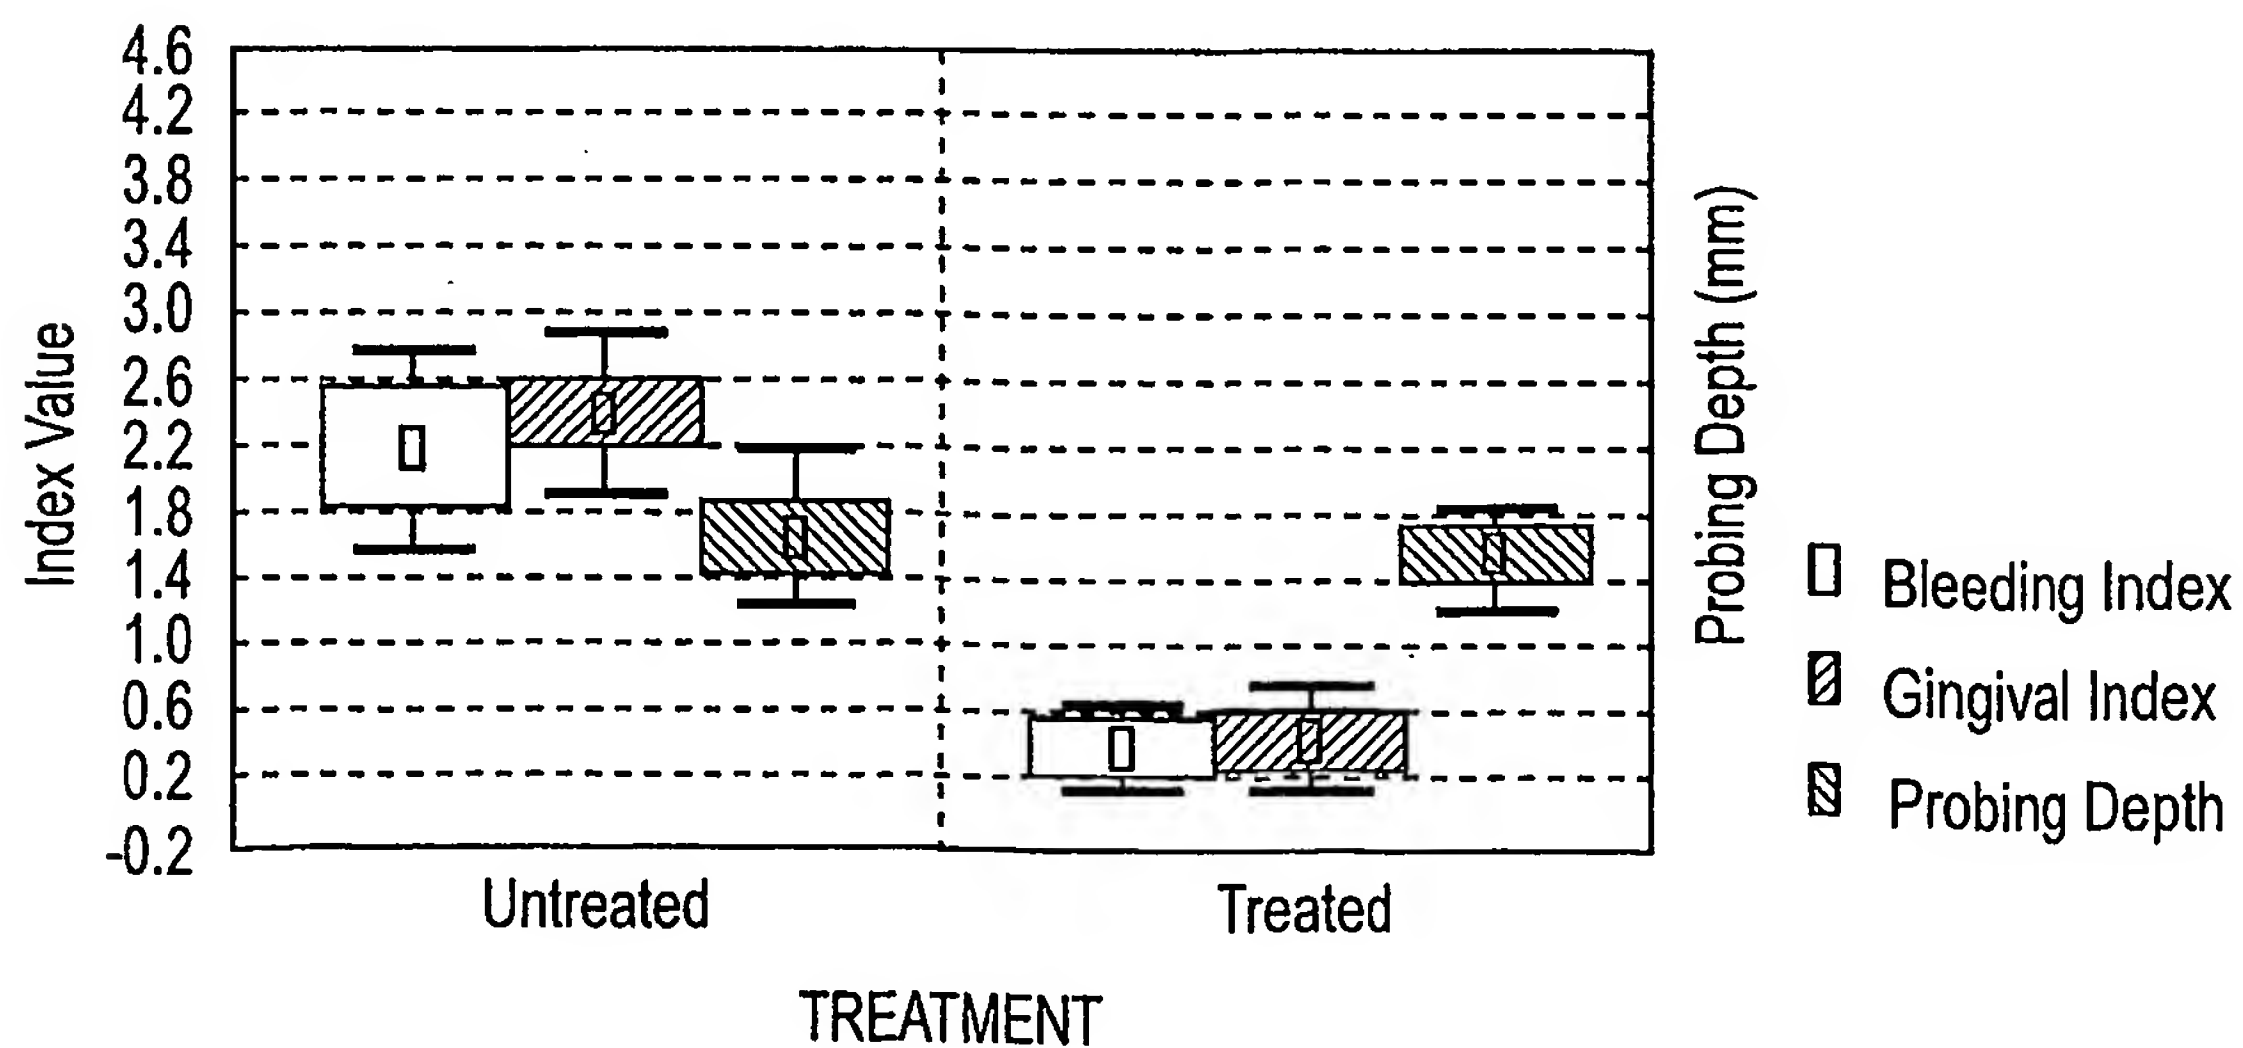 4.6
4.2
3.8
3.4
3.0
2.6
2.2
1.8
1.4
1.0
0.6
0.2
-0.2
Index Value
Untreated
Treated
TREATMENT
Probing Depth (mm)
Bleeding Index
Gingival Index
Probing Depth